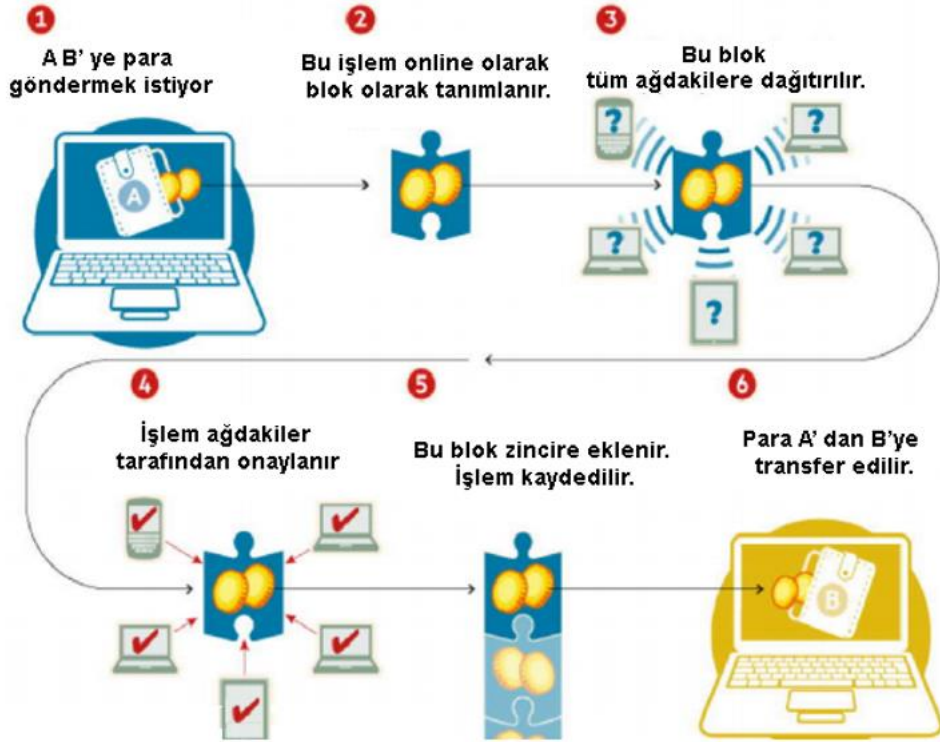 1
A B' ye para
göndermek istiyor
A
2
Bu işlem online olarak
blok olarak tanımlanır.
3
Bu blok
tüm ağdakilere dağıtırılır.
?
?
?
?
?
4
İşlem ağdakiler
tarafından onaylanır
5
Bu blok zincire eklenir.
İşlem kaydedilir.
6
Para A' dan B'ye
transfer edilir.
B